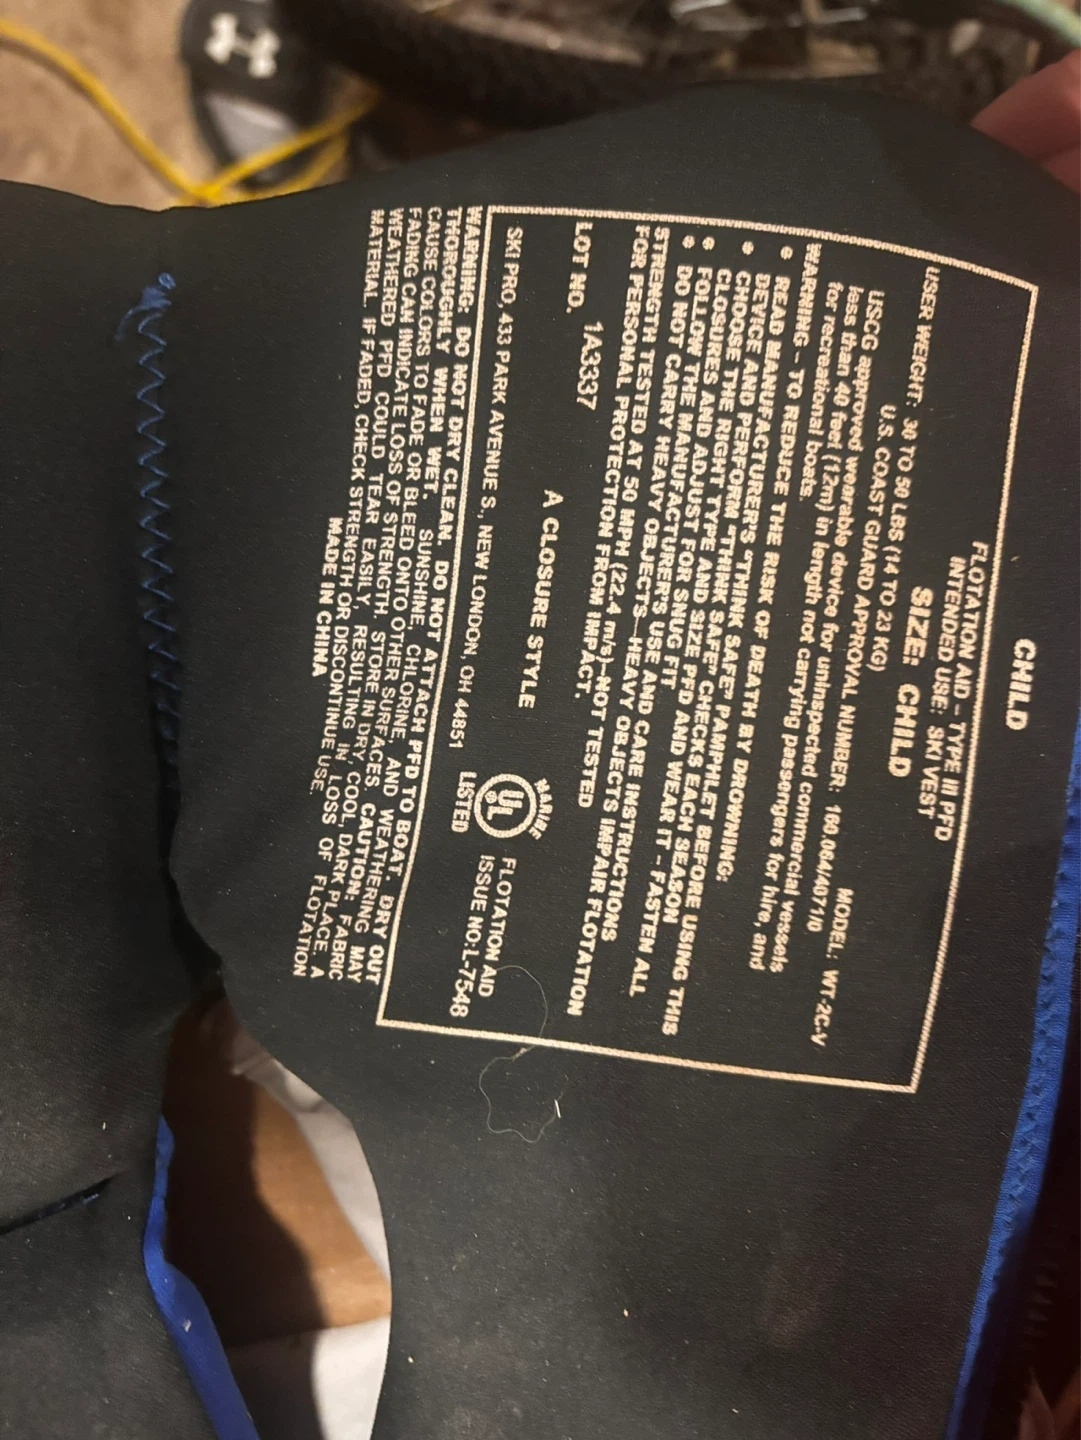 CHILD
FLOTATION AID - TYPE III PFD
INTENDED USE: SKI VEST
SIZE: CHILD
USER WEIGHT: 30 TO 50 LBS (14 TO 23 KG)
MODEL: WT-2C-V
U.S. COAST GUARD APPROVAL NUMBER: 160.064/4071/0
USCG approved wearable device for uninspected commercial vessels
less than 40 feet (12m) in length not carrying passengers for hire, and
for recreational boats.
WARNING - TO REDUCE THE RISK OF DEATH BY DROWNING:
• READ MANUFACTURER'S "THINK SAFE" PAMPHLET BEFORE USING THIS
DEVICE AND PERFORM "THINK SAFE" CHECKS EACH SEASON
• CHOOSE THE RIGHT TYPE AND SIZE PFD AND WEAR IT - FASTEN ALL
CLOSURES AND ADJUST FOR SNUG FIT
• FOLLOW THE MANUFACTURER'S USE AND CARE INSTRUCTIONS
• DO NOT CARRY HEAVY OBJECTS - HEAVY OBJECTS IMPAIR FLOTATION
STRENGTH TESTED AT 50 MPH (22.4 m/s)-NOT TESTED
FOR PERSONAL PROTECTION FROM IMPACT.
LOT NO. 1A3337
A CLOSURE STYLE
SKI PRO, 433 PARK AVENUE S., NEW LONDON, OH 44851
MARINE
UL
LISTED
FLOTATION AID
ISSUE NO:L-7548
WARNING: DO NOT DRY CLEAN. DO NOT ATTACH PFD TO BOAT. DRY OUT
THOROUGHLY WHEN WET. SUNSHINE, CHLORINE, AND WEATHERING MAY
CAUSE COLORS TO FADE OR BLEED ONTO OTHER SURFACES. CAUTION: FABRIC
FADING CAN INDICATE LOSS OF STRENGTH. STORE IN DRY, COOL, DARK PLACE. A
WEATHERED PFD COULD TEAR EASILY, RESULTING IN LOSS OF FLOTATION
MATERIAL. IF FADED, CHECK STRENGTH OR DISCONTINUE USE.
MADE IN CHINA